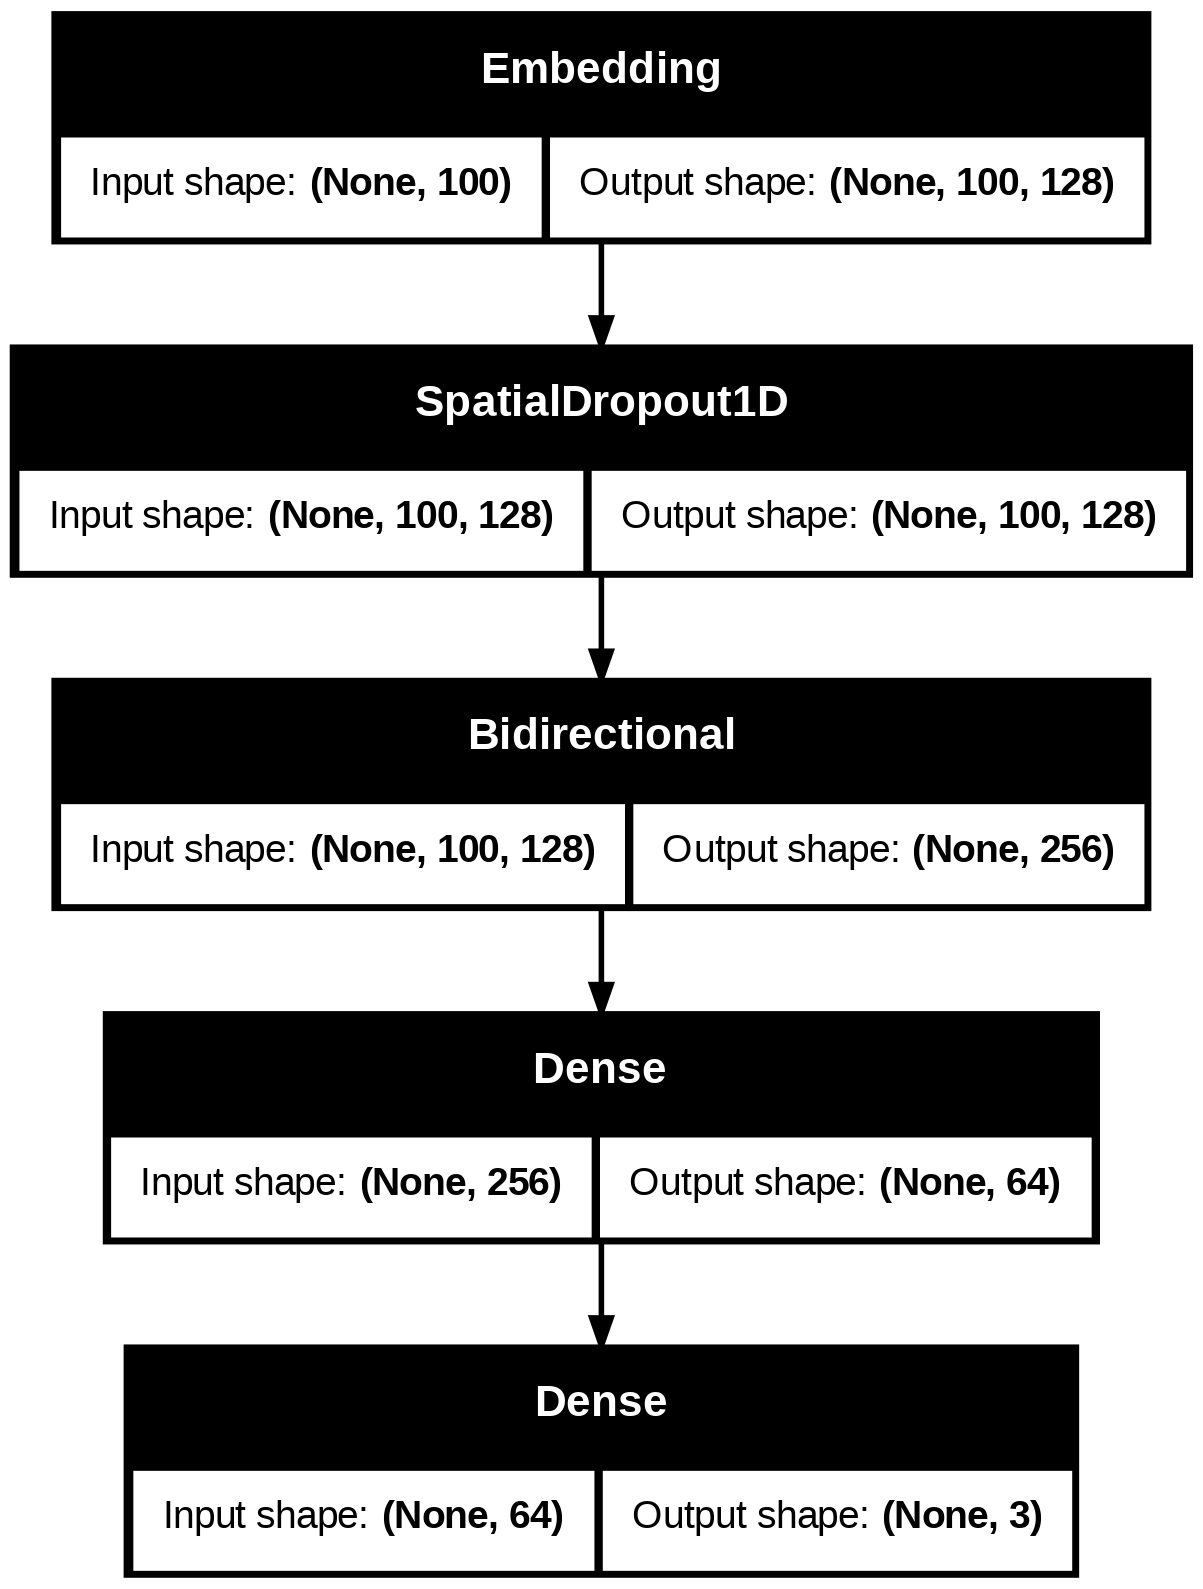 Embedding
Input shape: (None, 100) Output shape: (None, 100, 128)
SpatialDropout1D
Input shape: (None, 100, 128) Output shape: (None, 100, 128)
Bidirectional
Input shape: (None, 100, 128) Output shape: (None, 256)
Dense
Input shape: (None, 256) Output shape: (None, 64)
Dense
Input shape: (None, 64) Output shape: (None, 3)